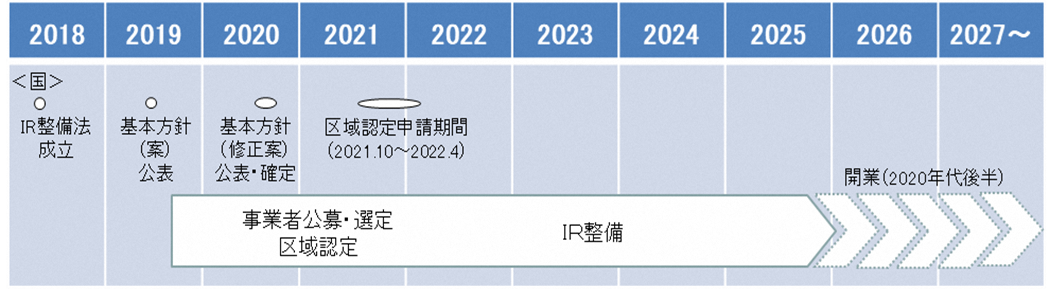 2018 2019 2020 2021 2022 2023 2024 2025 2026 2027～
＜国＞
IR整備法
成立
基本方針
(案)
公表
基本方針
(修正案)
公表・確定
区域認定申請期間
(2021.10～2022.4)
開業(2020年代後半)
事業者公募・選定
区域認定
IR整備